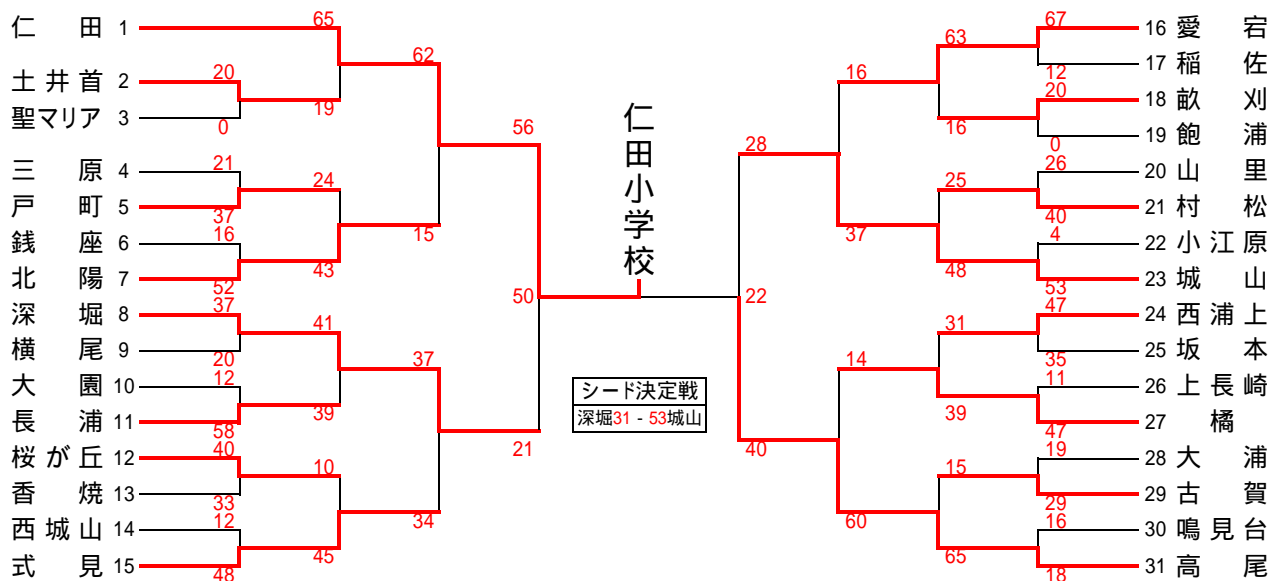 仁田 1
土井首 2
聖マリア 3
三原 4
戸町 5
銭座 6
北陽 7
深堀 8
横尾 9
大園 10
長浦 11
桜が丘 12
香焼 13
西城山 14
式見 15
65
20
0
19
62
21
37
24
16
52
43
15
56
37
20
41
12
58
39
37
40
33
10
12
48
45
34
21
50
仁田小学校
22
シード決定戦
深堀31 - 53城山
28
16
63
67
12
20
0
16
37
25
26
40
4
53
48
40
14
31
47
35
11
47
39
60
15
19
29
16
18
65
16 愛宕
17 稲佐
18 畝刈
19 飽浦
20 山里
21 村松
22 小江原
23 城山
24 西浦上
25 坂本
26 上長崎
27 橘
28 大浦
29 古賀
30 鳴見台
31 高尾